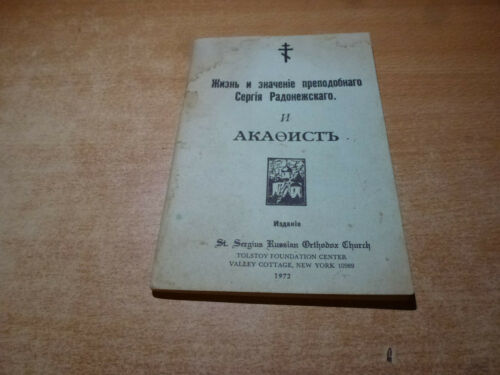 Жизнь и значеніе преподобнаго
Сергія Радонежскаго.
И
АКАѲИСТЪ
Изданіе
St. Sergius Russian Orthodox Church
TOLSTOY FOUNDATION CENTER
VALLEY COTTAGE, NEW YORK 10989
1973